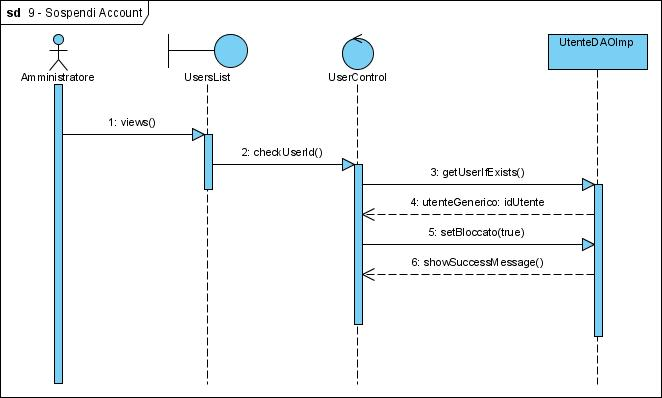 sd 9 - Sospendi Account
Amministratore
UsersList
UserControl
UtenteDAOImp
1: views()
2: checkUserId()
3: getUserIfExists()
4: utenteGenerico: idUtente
5: setBloccato(true)
6: showSuccessMessage()